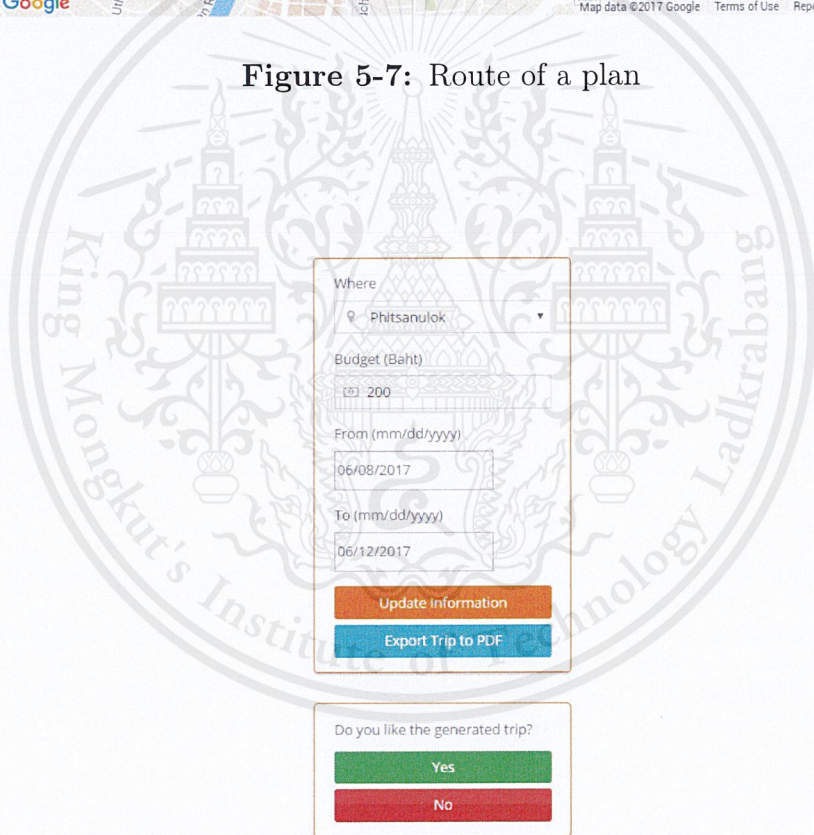 Google
Map data ©2017 Google Terms of Use
Figure 5-7: Route of a plan
King Mongkut's Institute of Technology Ladkrabang
Where
Phitsanulok
Budget (Baht)
200
From (mm/dd/yyyy)
06/08/2017
To (mm/dd/yyyy)
06/12/2017
Update Information
Export Trip to PDF
Do you like the generated trip?
Yes
No